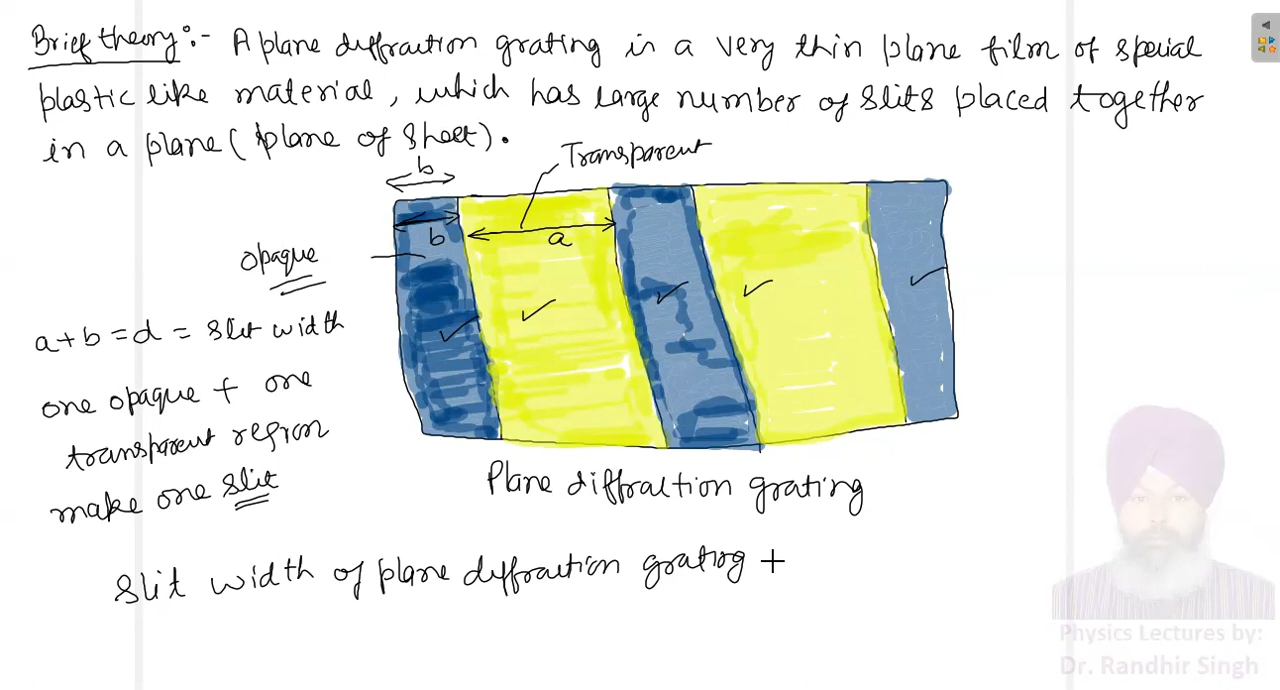 Brief theory:- A plane diffraction grating is a very thin plane film of special
plastic like material, which has large number of slits placed together
in a plane (plane of sheet).
b
Transparent
b
a
opaque
a+b = d = slit width
one opaque + one
transparent region
make one slit
Plane diffraction grating
slit width of plane diffraction grating +
Physics Lectures by:
Dr. Randhir Singh